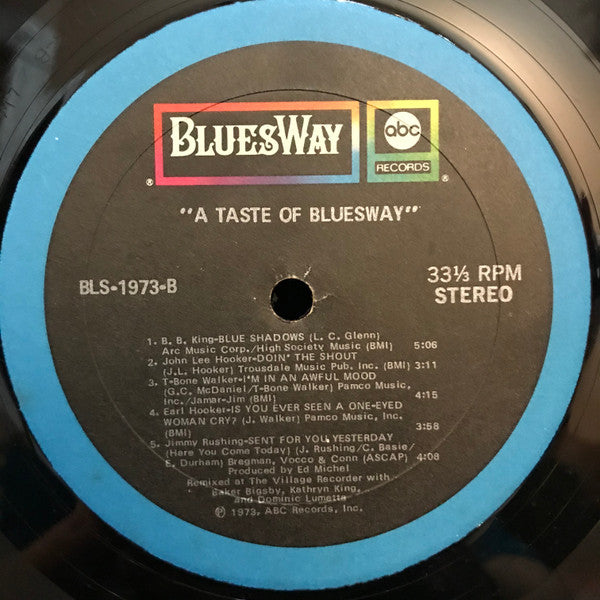 BLUESWAY
abc
RECORDS
"A TASTE OF BLUESWAY"
BLS-1973-B
33⅓ RPM
STEREO
1. B. B. King-BLUE SHADOWS (L. C. Glenn)
Arc Music Corp./High Society Music (BMI) 5:06
2. John Lee Hooker-DOIN' THE SHOUT
(J.L. Hooker) Trousdale Music Pub. Inc. (BMI) 3:11
3. T-Bone Walker-I'M IN AN AWFUL MOOD
(G.C. McDaniel/T-Bone Walker) Pamco Music,
Inc./Jamar-Jim (BMI) 4:15
4. Earl Hooker-IS YOU EVER SEEN A ONE-EYED
WOMAN CRY? (J. Walker) Pamco Music, Inc.
(BMI) 3:58
5. Jimmy Rushing-SENT FOR YOU YESTERDAY
(Here You Come Today) (J. Rushing/C. Basie/
E. Durham) Bregman, Vocco & Conn (ASCAP) 4:08
Produced by Ed Michel
Remixed at The Village Recorder with
Baker Bigsby, Kathryn King,
and Dominic Lumetta
℗ 1973, ABC Records, Inc.